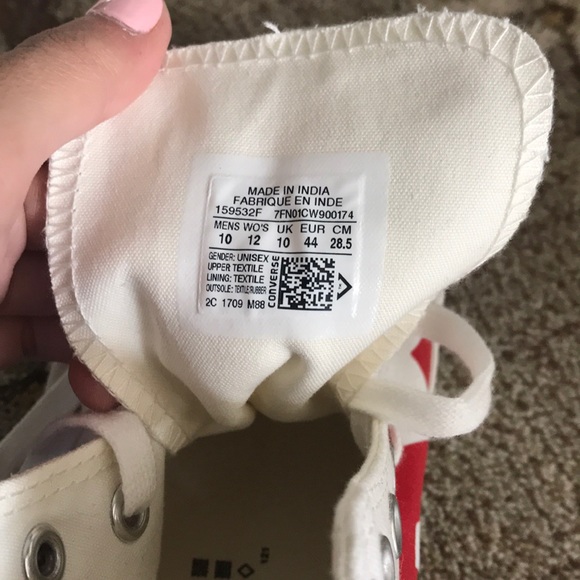 MADE IN INDIA
FABRIQUE EN INDE
159532F 7FN01CW900174
MENS WO'S UK EUR CM
10 12 10 44 28.5
GENDER: UNISEX
UPPER TEXTILE
LINING: TEXTILE
OUTSOLE: TEXTILE RUBBER
2C 1709 M88
CONVERSE
121